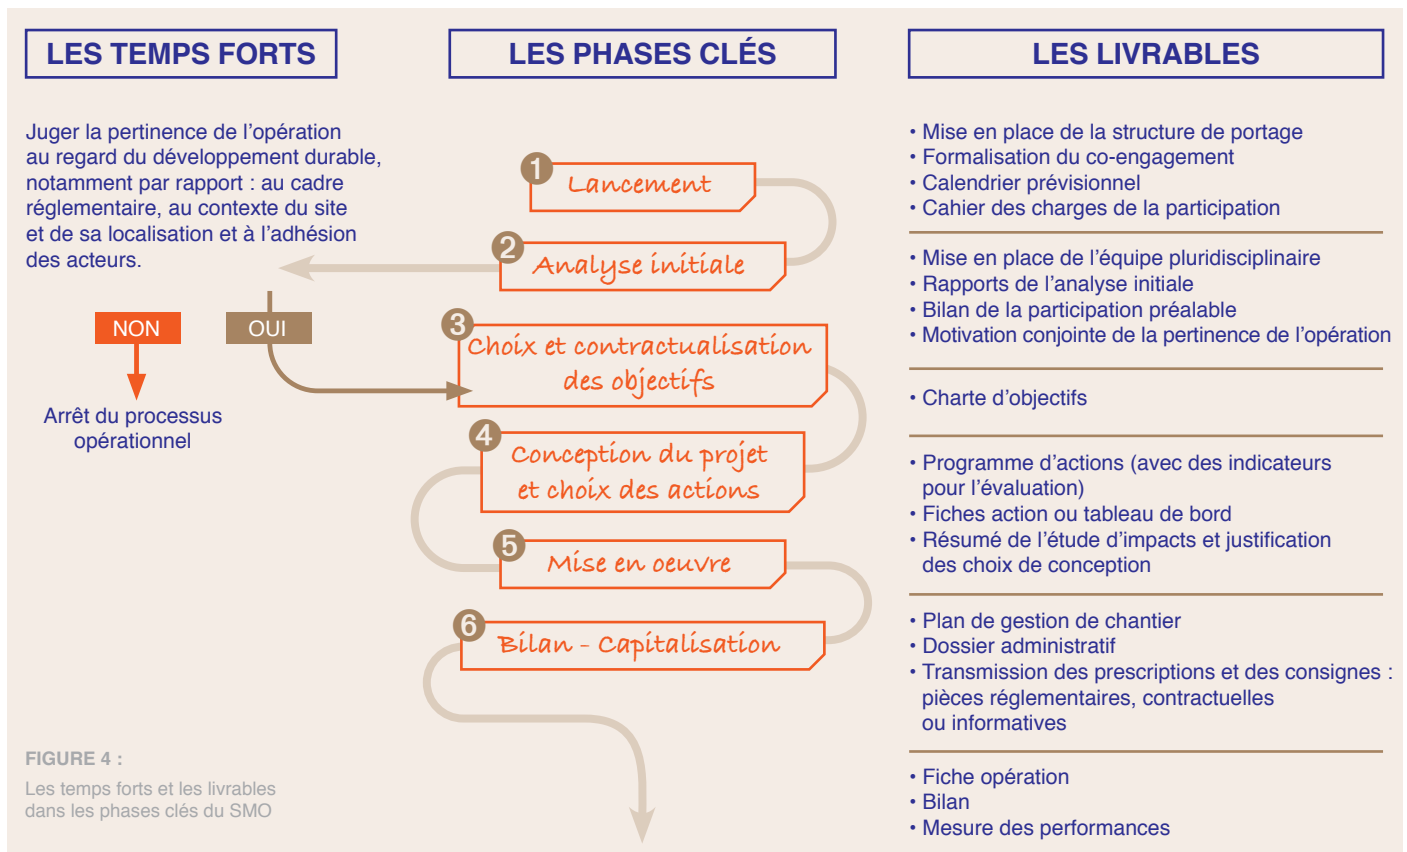 LES TEMPS FORTS
LES PHASES CLÉS
LES LIVRABLES
Juger la pertinence de l'opération
au regard du développement durable,
notamment par rapport : au cadre
réglementaire, au contexte du site
et de sa localisation et à l'adhésion
des acteurs.
NON
OUI
Arrêt du processus
opérationnel
1
Lancement
2
Analyse initiale
3
Choix et contractualisation
des objectifs
4
Conception du projet
et choix des actions
5
Mise en oeuvre
6
Bilan - Capitalisation
• Mise en place de la structure de portage
• Formalisation du co-engagement
• Calendrier prévisionnel
• Cahier des charges de la participation
• Mise en place de l'équipe pluridisciplinaire
• Rapports de l'analyse initiale
• Bilan de la participation préalable
• Motivation conjointe de la pertinence de l'opération
• Charte d'objectifs
• Programme d'actions (avec des indicateurs
pour l'évaluation)
• Fiches action ou tableau de bord
• Résumé de l'étude d'impacts et justification
des choix de conception
• Plan de gestion de chantier
• Dossier administratif
• Transmission des prescriptions et des consignes :
pièces réglementaires, contractuelles
ou informatives
• Fiche opération
• Bilan
• Mesure des performances
FIGURE 4 :
Les temps forts et les livrables
dans les phases clés du SMO